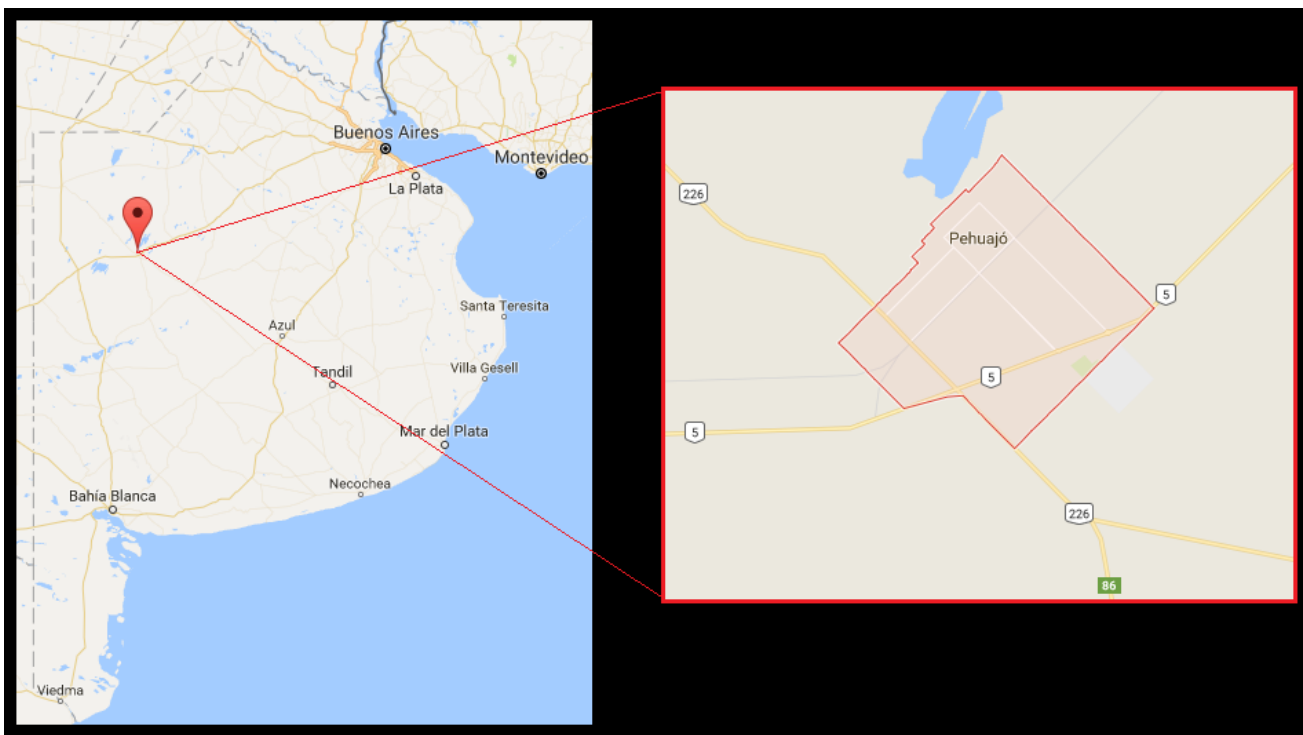 Buenos Aires
Montevideo
La Plata
Santa Teresita
Azul
Villa Gesell
Tandil
Mar del Plata
Necochea
Bahía Blanca
Viedma
226
Pehuajó
5
5
5
226
86